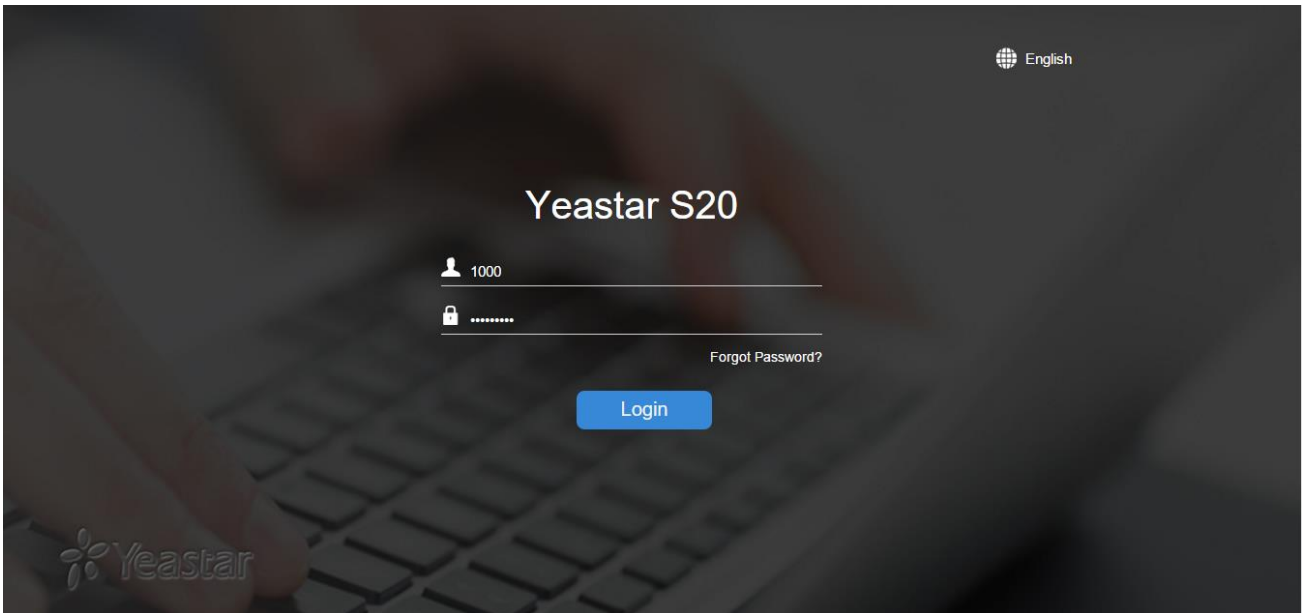 English
Yeastar S20
1000
•••••••••
Forgot Password?
Login
Yeastar